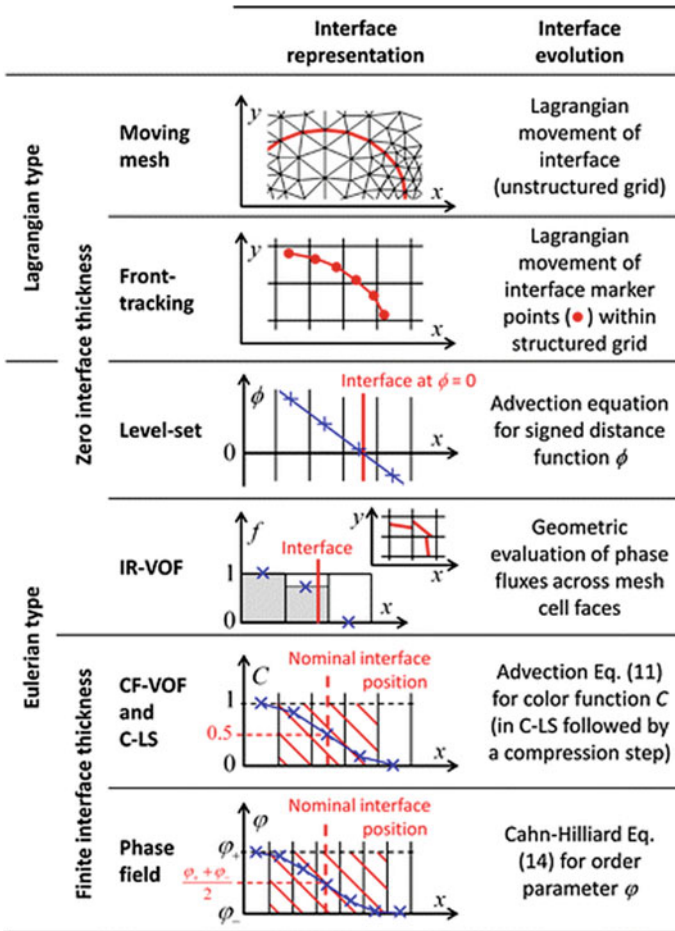 Interface
representation
Interface
evolution
Lagrangian type
Zero interface thickness
Moving
mesh
y
x
Lagrangian
movement of
interface
(unstructured grid)
Front-
tracking
y
x
Lagrangian
movement of
interface marker
points (●) within
structured grid
Eulerian type
Level-set
ϕ
0
Interface at ϕ = 0
x
Advection equation
for signed distance
function ϕ
IR-VOF
f
1
0
Interface
x
y
x
Geometric
evaluation of phase
fluxes across mesh
cell faces
Finite interface thickness
CF-VOF
and
C-LS
C
1
0.5
0
Nominal interface
position
x
Advection Eq. (11)
for color function C
(in C-LS followed by
a compression step)
Phase
field
φ
φ₊
φ₊ + φ₋
2
φ₋
Nominal interface
position
x
Cahn-Hilliard Eq.
(14) for order
parameter φ